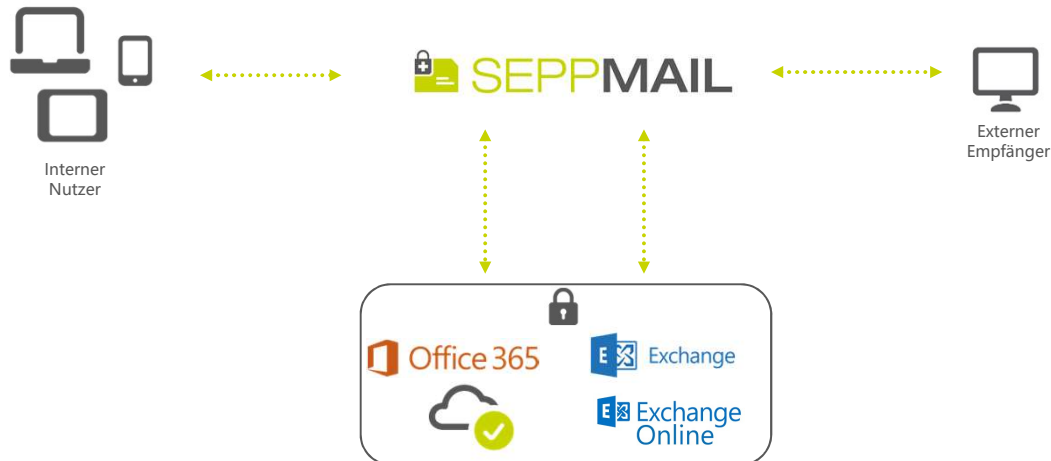 SEPPMAIL
Interner
Nutzer
Externer
Empfänger
Office 365
E Exchange
E Exchange
Online